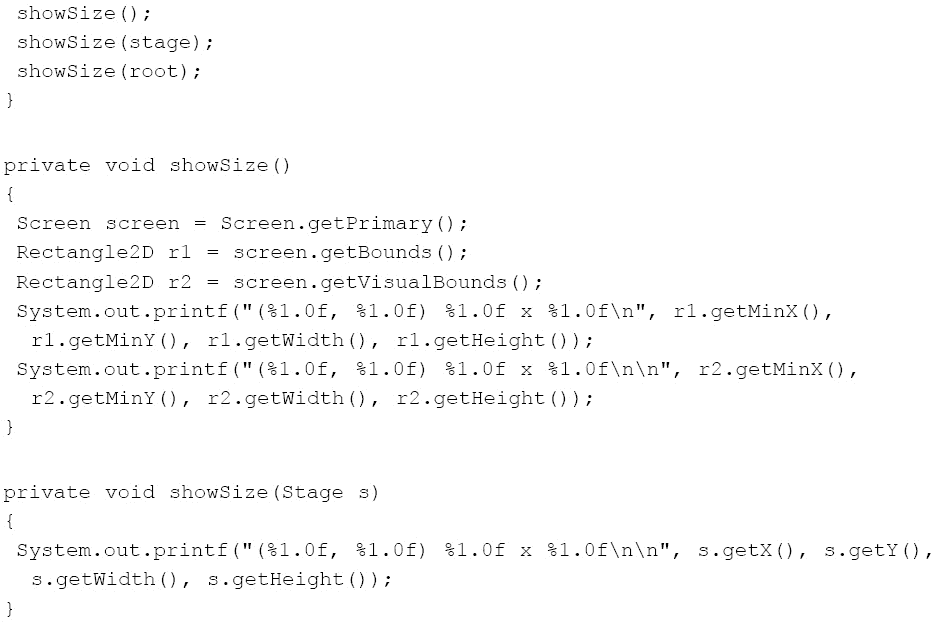 showSize();
showSize(stage);
showSize(root);
}
private void showSize()
{
Screen screen = Screen.getPrimary();
Rectangle2D r1 = screen.getBounds();
Rectangle2D r2 = screen.getVisualBounds();
System.out.printf("(%1.0f, %1.0f) %1.0f x %1.0f\n", r1.getMinX(),
r1.getMinY(), r1.getWidth(), r1.getHeight());
System.out.printf("(%1.0f, %1.0f) %1.0f x %1.0f\n\n", r2.getMinX(),
r2.getMinY(), r2.getWidth(), r2.getHeight());
}
private void showSize(Stage s)
{
System.out.printf("(%1.0f, %1.0f) %1.0f x %1.0f\n\n", s.getX(), s.getY(),
s.getWidth(), s.getHeight());
}